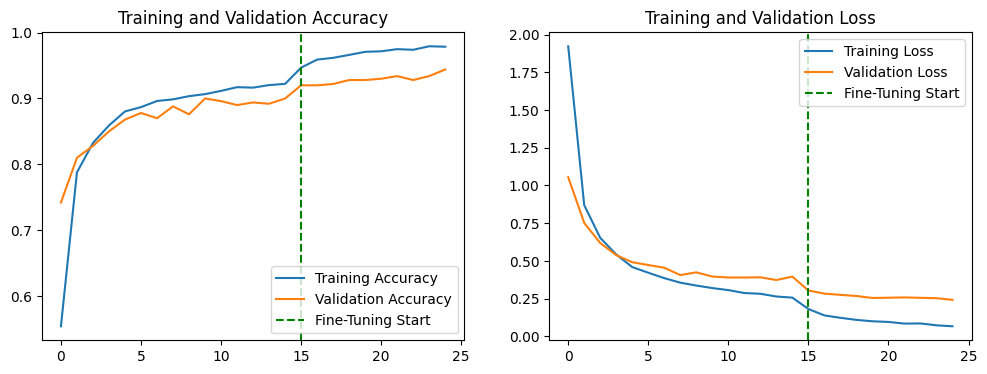 Training and Validation Accuracy
1.0
0.9
0.8
0.7
0.6
Training Accuracy
Validation Accuracy
Fine-Tuning Start
0 5 10 15 20 25
Training and Validation Loss
2.00
1.75
1.50
1.25
1.00
0.75
0.50
0.25
0.00
Training Loss
Validation Loss
Fine-Tuning Start
0 5 10 15 20 25